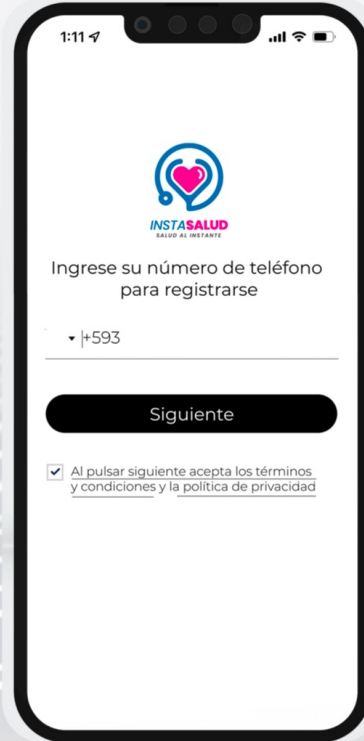 1:11
INSTASALUD
SALUD AL INSTANTE
Ingrese su número de teléfono
para registrarse
+593
Siguiente
Al pulsar siguiente acepta los términos
y condiciones y la política de privacidad